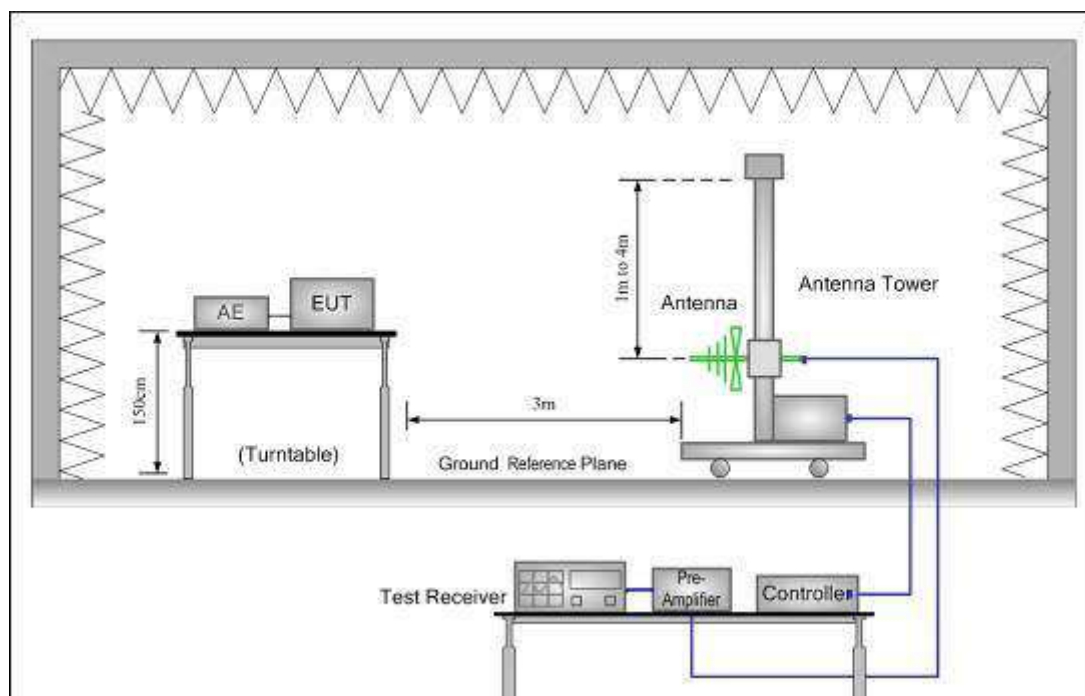 1m to 4m
Antenna
Antenna Tower
AE
EUT
150cm
3m
(Turntable)
Ground Reference Plane
Test Receiver
Pre-
Amplifier
Controller